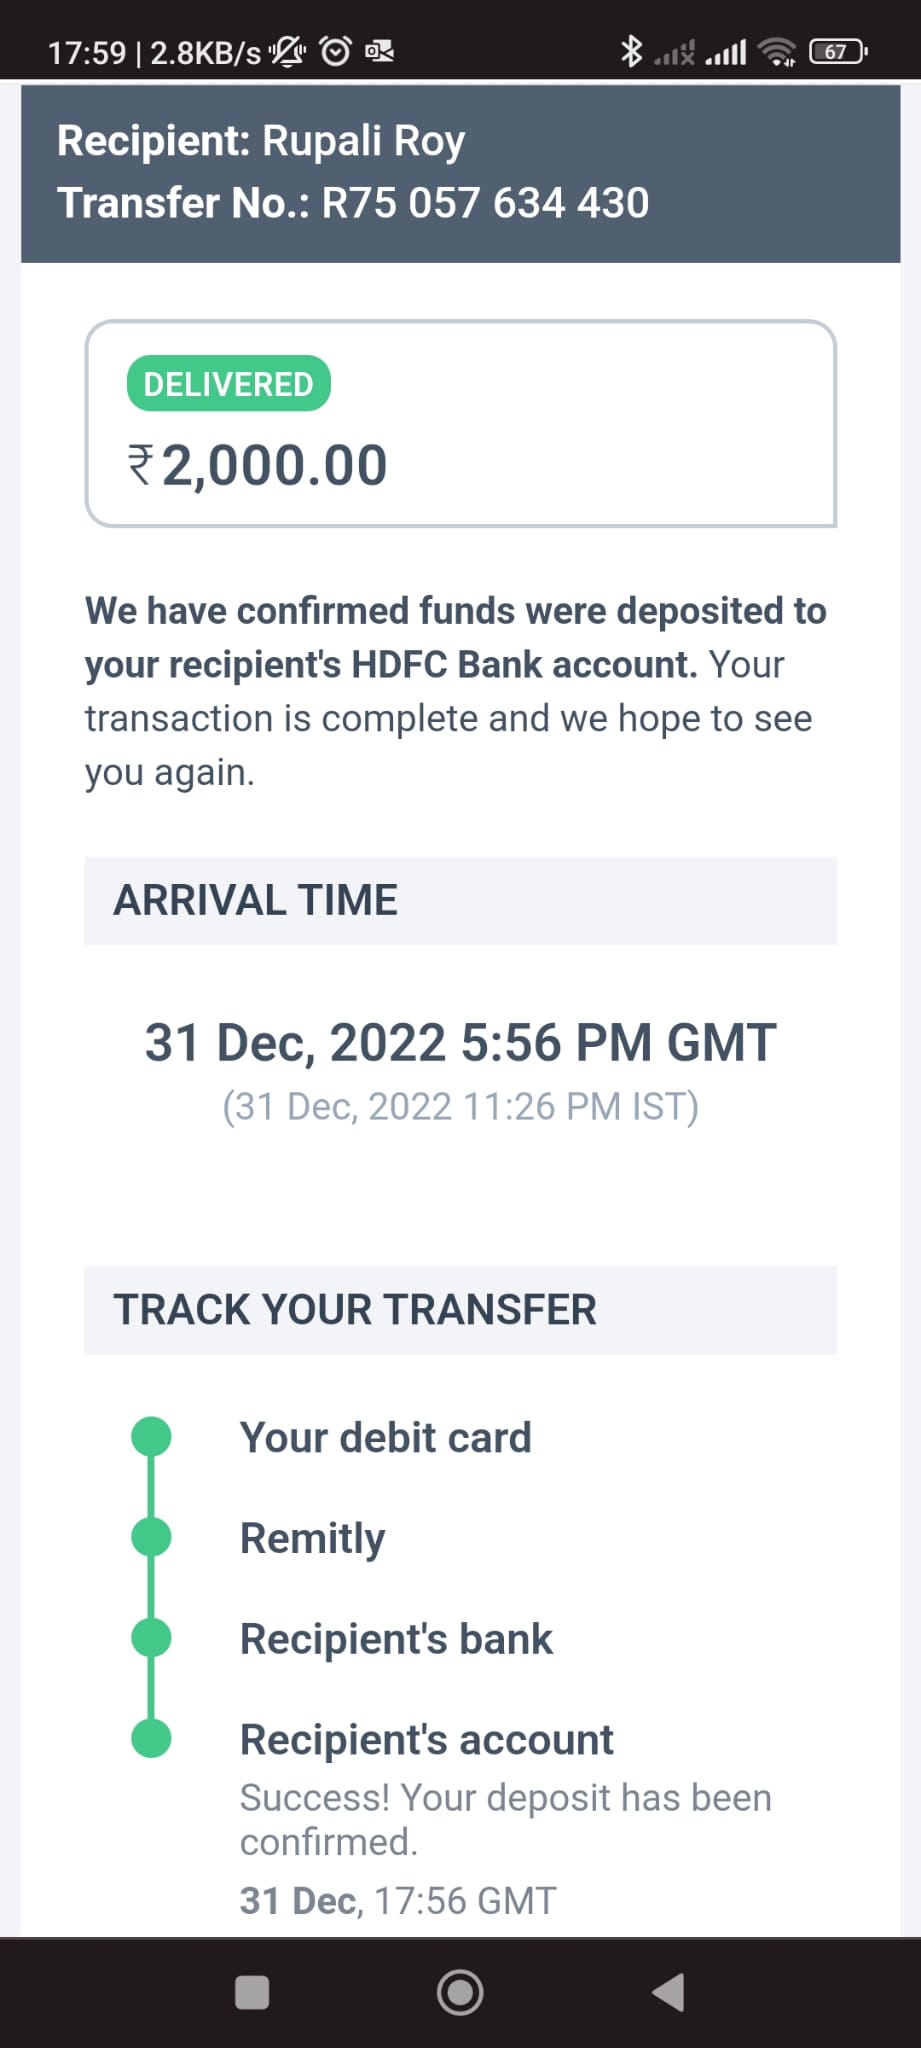 17:59 | 2.8KB/s
67
Recipient: Rupali Roy
Transfer No.: R75 057 634 430
DELIVERED
₹2,000.00
We have confirmed funds were deposited to
your recipient's HDFC Bank account. Your
transaction is complete and we hope to see
you again.
ARRIVAL TIME
31 Dec, 2022 5:56 PM GMT
(31 Dec, 2022 11:26 PM IST)
TRACK YOUR TRANSFER
Your debit card
Remitly
Recipient's bank
Recipient's account
Success! Your deposit has been
confirmed.
31 Dec, 17:56 GMT